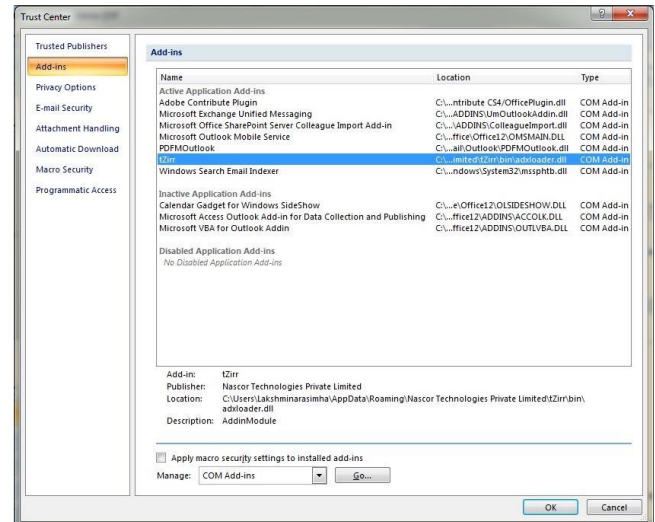 Trust Center
Trusted Publishers
Add-ins
Privacy Options
E-mail Security
Attachment Handling
Automatic Download
Macro Security
Programmatic Access
Add-ins
Name Location Type
Active Application Add-ins
Adobe Contribute Plugin C:\...ntribute CS4/OfficePlugin.dll COM Add-in
Microsoft Exchange Unified Messaging C:\...ADDINS\UmOutlookAddin.dll COM Add-in
Microsoft Office SharePoint Server Colleague Import Add-in C:\...\ADDINS\ColleagueImport.dll COM Add-in
Microsoft Outlook Mobile Service C:\...ffice\Office12\OMSMAIN.DLL COM Add-in
PDFMOutlook C:\...ail\Outlook\PDFMOutlook.dll COM Add-in
tZirr C:\...imited\tZirr\bin\adxloader.dll COM Add-in
Windows Search Email Indexer C:\...ndows\System32\mssphtb.dll COM Add-in
Inactive Application Add-ins
Calendar Gadget for Windows SideShow C:\...e\Office12\OLSIDESHOW.DLL COM Add-in
Microsoft Access Outlook Add-in for Data Collection and Publishing C:\...ffice12\ADDINS\ACCOLK.DLL COM Add-in
Microsoft VBA for Outlook Addin C:\...ffice12\ADDINS\OUTLVBA.DLL COM Add-in
Disabled Application Add-ins
No Disabled Application Add-ins
Add-in: tZirr
Publisher: Nascor Technologies Private Limited
Location: C:\Users\Lakshminarasimha\AppData\Roaming\Nascor Technologies Private Limited\tZirr\bin\
adxloader.dll
Description: AddinModule
Apply macro security settings to installed add-ins
Manage: COM Add-ins Go...
OK Cancel